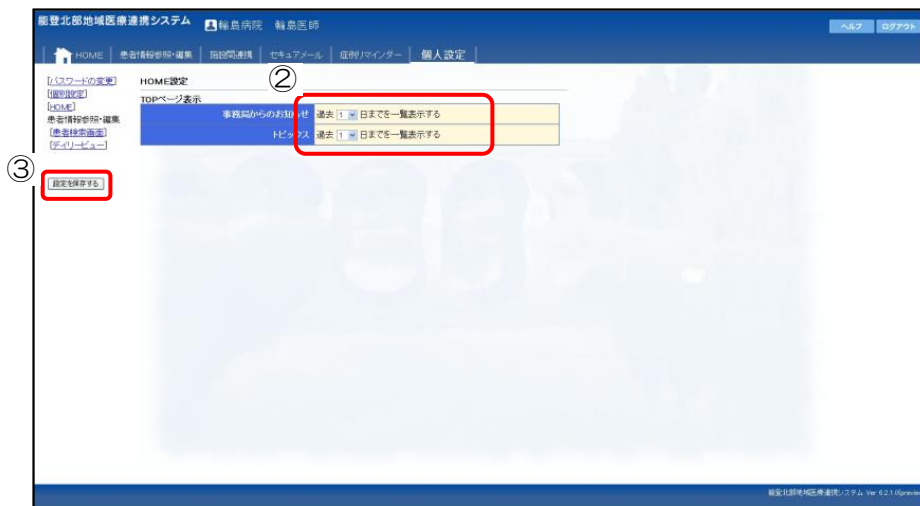 能登北部地域医療連携システム 輪島病院 輪島医師
ヘルプ ログアウト
HOME 患者情報参照・編集 施設間連携 セキュアメール 症例リマインダー 個人設定
②
[パスワードの変更]
[個別設定]
[HOME]
患者情報参照・編集
[患者検索画面]
[デイリービュー]
HOME設定
TOPページ表示
事務局からのお知らせ 過去 1 日までを一覧表示する
トピックス 過去 1 日までを一覧表示する
③
設定を保存する
能登北部地域医療連携システム Ver 6.2.1.0(preview